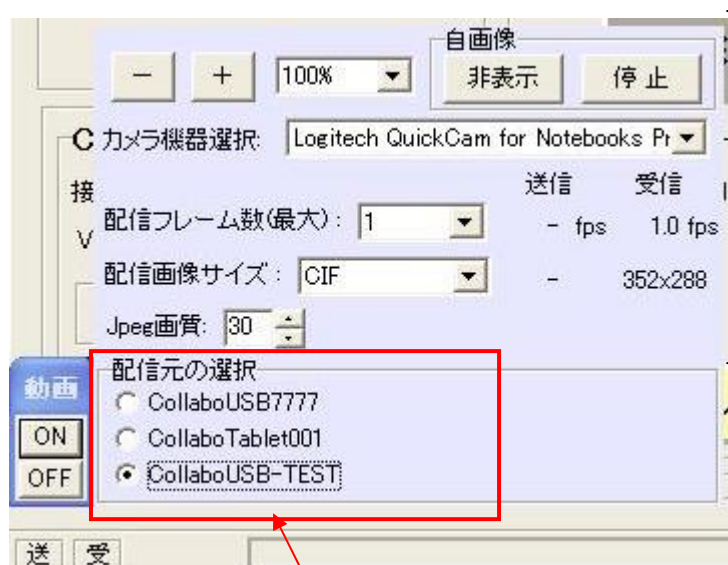 自画像
－ ＋ 100% 非表示 停止
カメラ機器選択: Logitech QuickCam for Notebooks Pr
送信 受信
配信フレーム数(最大): 1 - fps 1.0 fps
配信画像サイズ: CIF - 352x288
Jpeg画質: 30
配信元の選択
CollaboUSB7777
CollaboTablet001
CollaboUSB-TEST
動画
ON
OFF
C
接
V
送 受